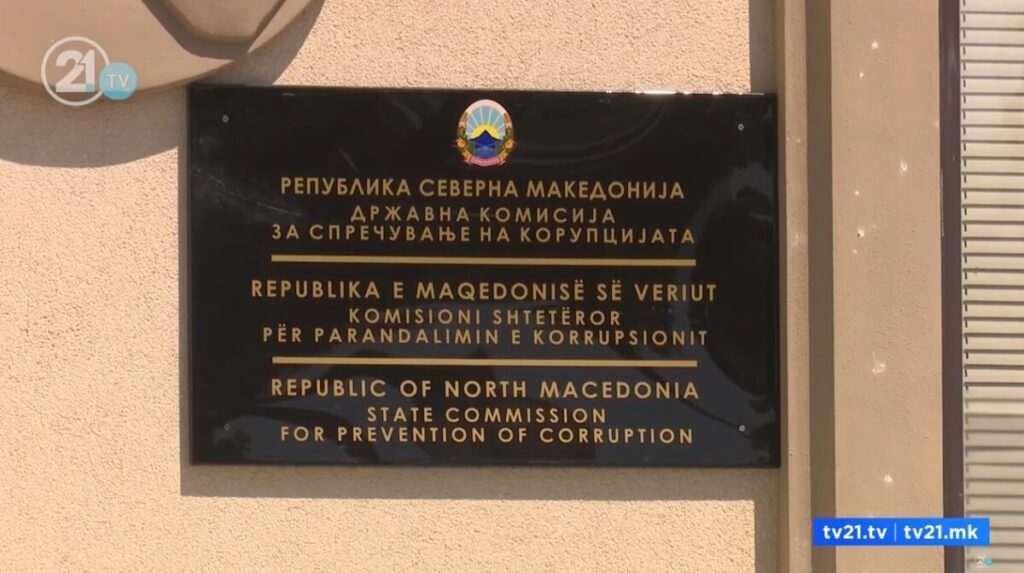 21 TV
РЕПУБЛИКА СЕВЕРНА МАКЕДОНИЈА
ДРЖАВНА КОМИСИЈА
ЗА СПРЕЧУВАЊЕ НА КОРУПЦИЈАТА
REPUBLIKA E MAQEDONISË SË VERIUT
KOMISIONI SHTETËROR
PËR PARANDALIMIN E KORRUPSIONIT
REPUBLIC OF NORTH MACEDONIA
STATE COMMISSION
FOR PREVENTION OF CORRUPTION
tv21.tv | tv21.mk
21